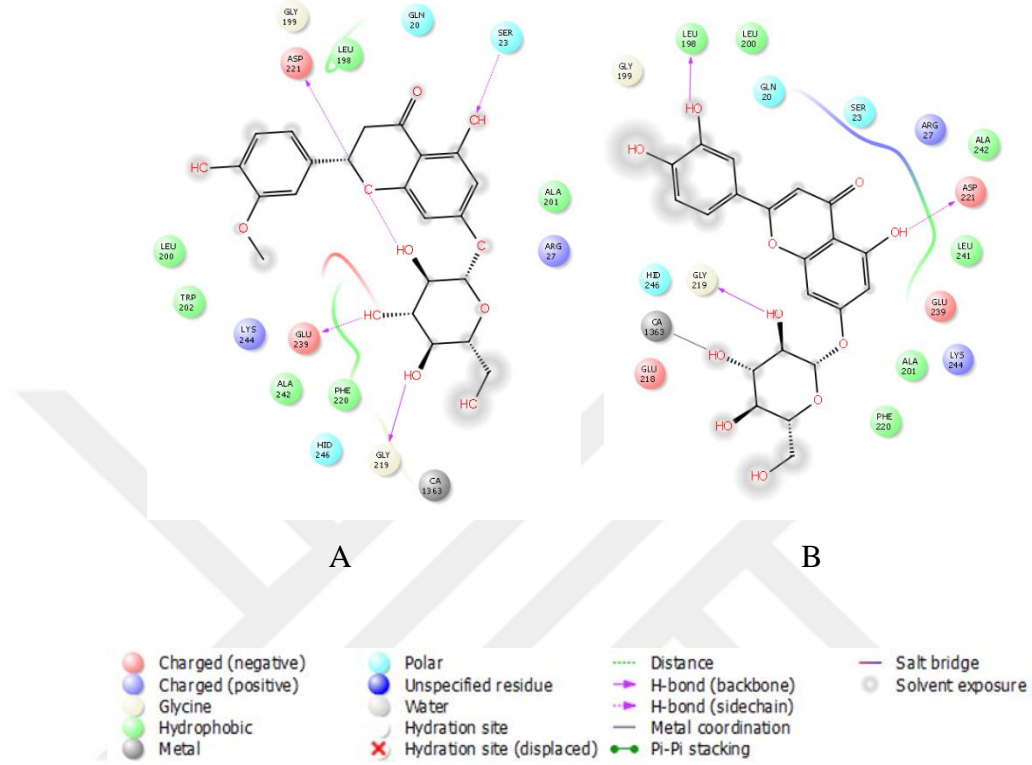 GLY
199
GLN
20
SER
23
LEU
198
ASP
221
O
CH
HC
O
C
ALA
201
ARG
27
LEU
200
TRP
202
HO
C
O
LYS
244
GLU
239
HC
HO
HC
ALA
242
PHE
220
HID
246
GLY
219
CA
1363
A
LEU
198
LEU
200
GLY
199
GLN
20
SER
23
ARG
27
ALA
242
HO
HO
O
ASP
221
OH
O
LEU
241
HID
246
GLY
219
GLU
239
CA
1363
HO
HO
O
GLU
218
ALA
201
LYS
244
O
HO
PHE
220
HO
B
Charged (negative)
Charged (positive)
Glycine
Hydrophobic
Metal
Polar
Unspecified residue
Water
Hydration site
Hydration site (displaced)
Distance
H-bond (backbone)
H-bond (sidechain)
Metal coordination
Pi-Pi stacking
Salt bridge
Solvent exposure